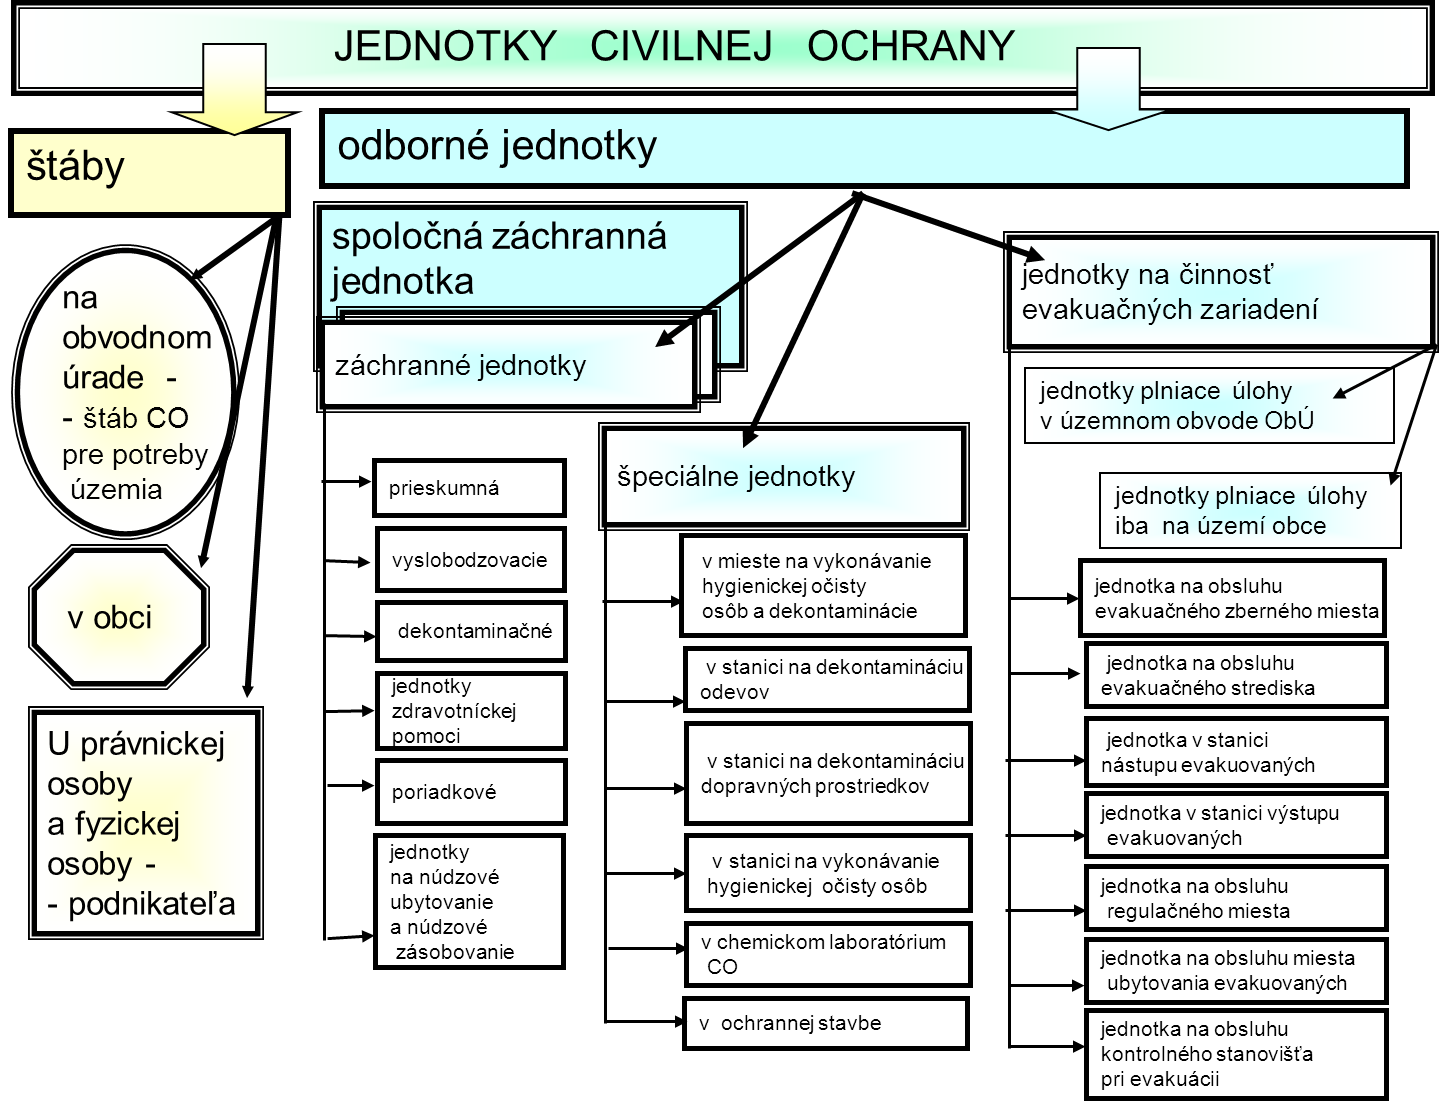 JEDNOTKY CIVILNEJ OCHRANY
štáby
odborné jednotky
na
obvodnom
úrade -
- štáb CO
pre potreby
územia
v obci
U právnickej
osoby
a fyzickej
osoby -
- podnikateľa
spoločná záchranná
jednotka
záchranné jednotky
prieskumná
vyslobodzovacie
dekontaminačné
jednotky
zdravotníckej
pomoci
poriadkové
jednotky
na núdzové
ubytovanie
a núdzové
zásobovanie
špeciálne jednotky
v mieste na vykonávanie
hygienickej očisty
osôb a dekontaminácie
v stanici na dekontamináciu
odevov
v stanici na dekontamináciu
dopravných prostriedkov
v stanici na vykonávanie
hygienickej očisty osôb
v chemickom laboratórium
CO
v ochrannej stavbe
jednotky na činnosť
evakuačných zariadení
jednotky plniace úlohy
v územnom obvode ObÚ
jednotky plniace úlohy
iba na území obce
jednotka na obsluhu
evakuačného zberného miesta
jednotka na obsluhu
evakuačného strediska
jednotka v stanici
nástupu evakuovaných
jednotka v stanici výstupu
evakuovaných
jednotka na obsluhu
regulačného miesta
jednotka na obsluhu miesta
ubytovania evakuovaných
jednotka na obsluhu
kontrolného stanovišťa
pri evakuácii